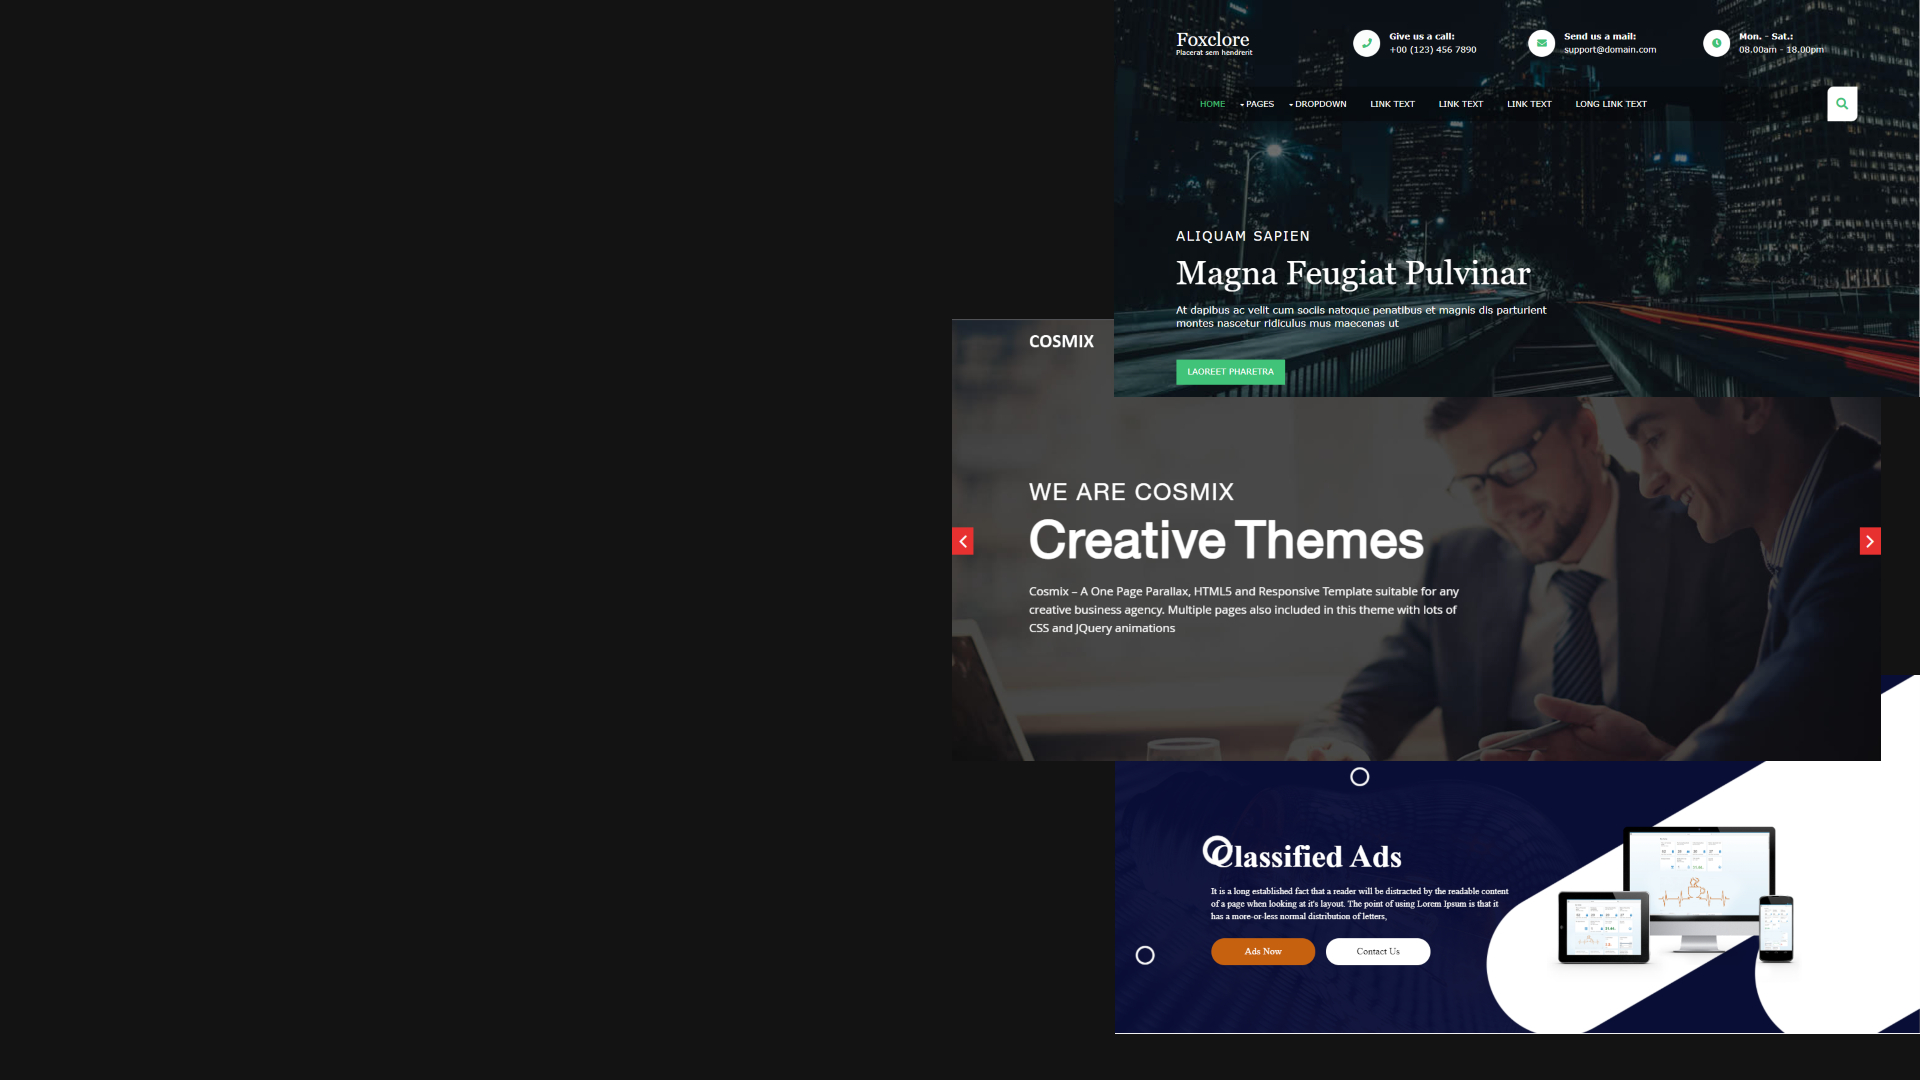 Foxclore
Placerat sem hendrerit
Give us a call:
+00 (123) 456 7890
Send us a mail:
support@domain.com
Mon. - Sat.:
08.00am - 18.00pm
HOME PAGES DROPDOWN LINK TEXT LINK TEXT LINK TEXT LONG LINK TEXT
ALIQUAM SAPIEN
Magna Feugiat Pulvinar
At dapibus ac velit cum sociis natoque penatibus et magnis dis parturient
montes nascetur ridiculus mus maecenas ut
LAOREET PHARETRA
COSMIX
WE ARE COSMIX
Creative Themes
Cosmix – A One Page Parallax, HTML5 and Responsive Template suitable for any
creative business agency. Multiple pages also included in this theme with lots of
CSS and JQuery animations
Classified Ads
It is a long established fact that a reader will be distracted by the readable content
of a page when looking at it's layout. The point of using Lorem Ipsum is that it
has a more-or-less normal distribution of letters,
Ads Now Contact Us